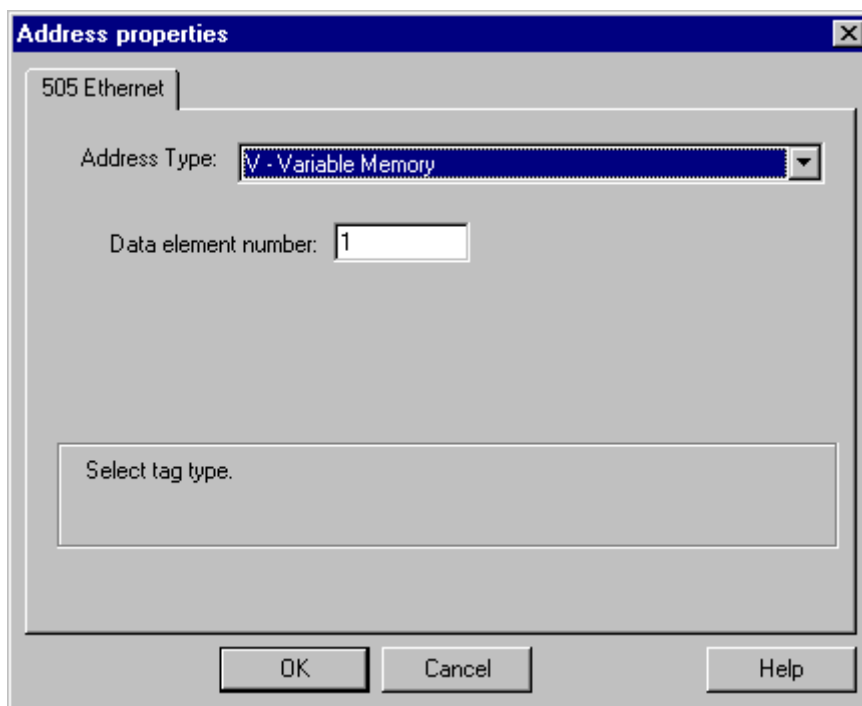 Address properties
505 Ethernet
Address Type: V - Variable Memory
Data element number: 1
Select tag type.
OK Cancel Help